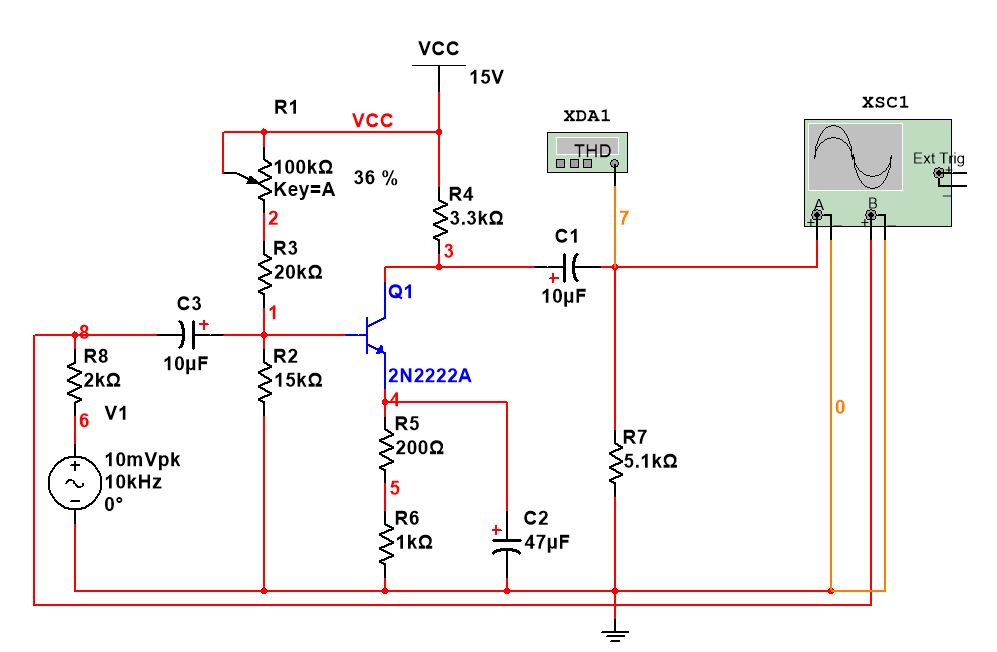 VCC
15V
R1
VCC
100kΩ
Key=A
36 %
2
R3
20kΩ
1
R4
3.3kΩ
3
XDA1
THD
7
XSC1
Ext Trig
+
_
A
B
+
_
+
_
C1
+
10µF
Q1
2N2222A
4
C3
+
10µF
8
R8
2kΩ
6
V1
+
−
10mVpk
10kHz
0°
R2
15kΩ
R5
200Ω
5
R6
1kΩ
C2
+
47µF
R7
5.1kΩ
0